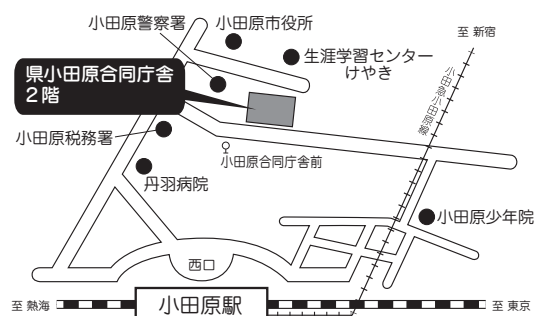 小田原警察署
小田原市役所
至 新宿
生涯学習センター
けやき
県小田原合同庁舎
2階
小田急小田原線
小田原税務署
小田原合同庁舎前
丹羽病院
小田原少年院
西口
至 熱海
小田原駅
至 東京